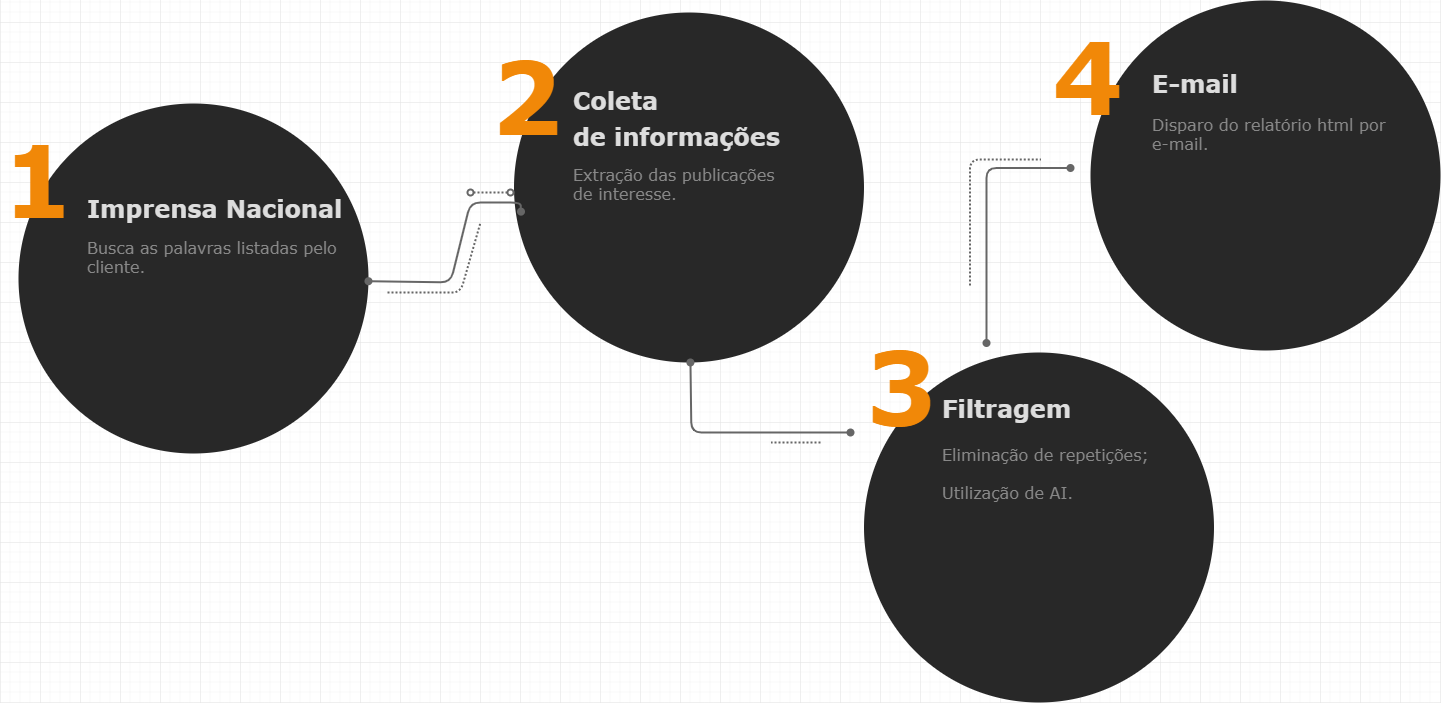 1
Imprensa Nacional
Busca as palavras listadas pelo
cliente.
2
Coleta
de informações
Extração das publicações
de interesse.
3
Filtragem
Eliminação de repetições;
Utilização de AI.
4
E-mail
Disparo do relatório html por
e-mail.